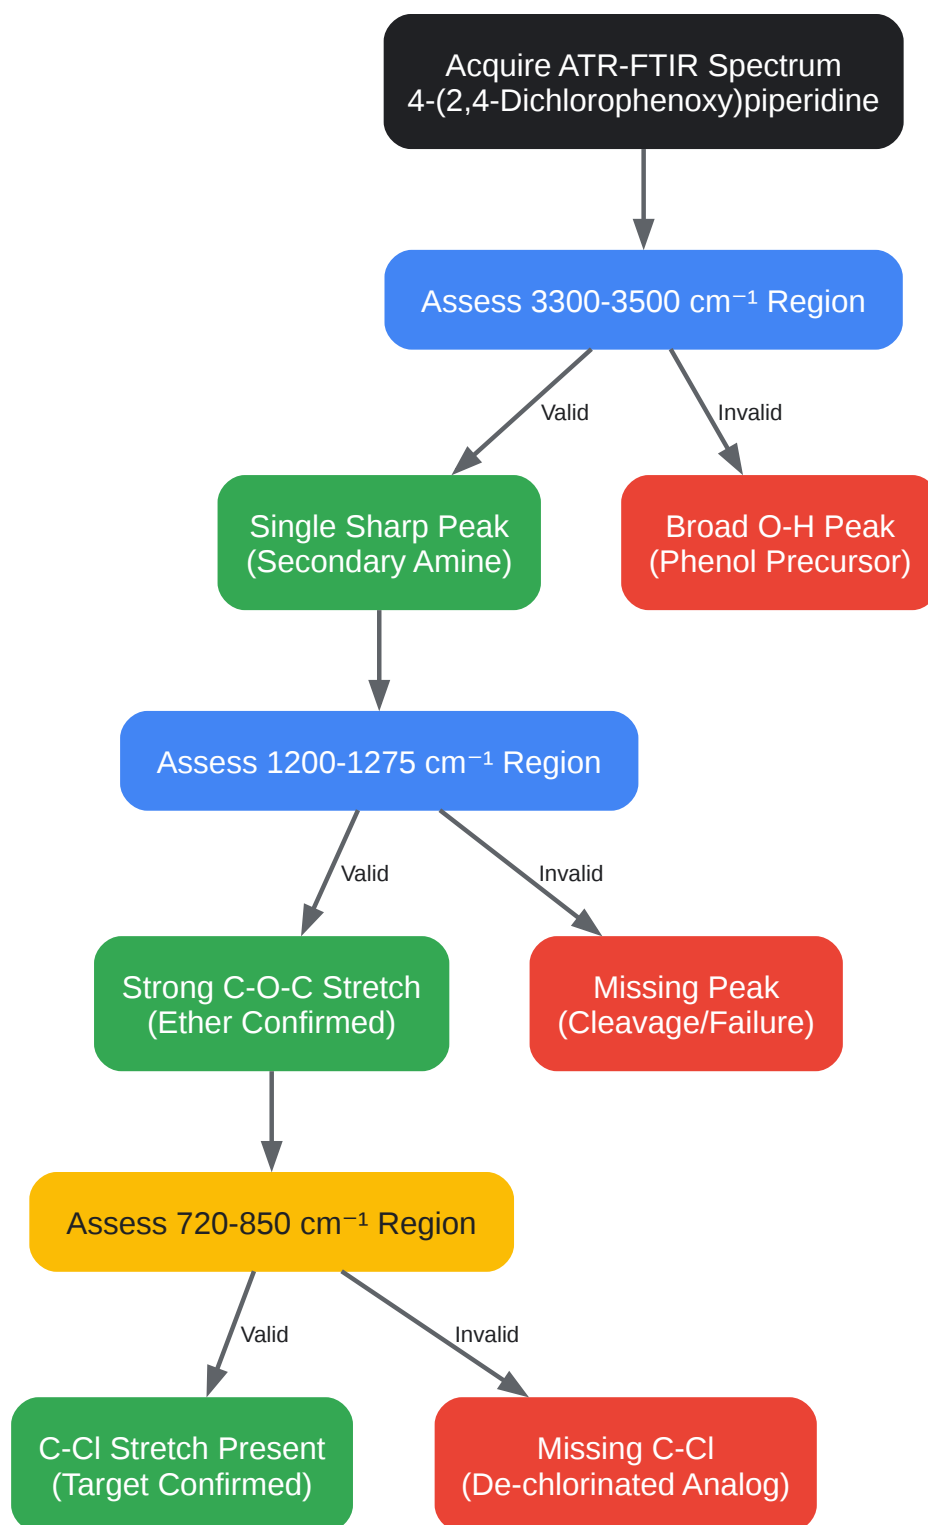 Acquire ATR-FTIR Spectrum
4-(2,4-Dichlorophenoxy)piperidine
Assess 3300-3500 cm⁻¹ Region
Valid
Invalid
Single Sharp Peak
(Secondary Amine)
Broad O-H Peak
(Phenol Precursor)
Assess 1200-1275 cm⁻¹ Region
Valid
Invalid
Strong C-O-C Stretch
(Ether Confirmed)
Missing Peak
(Cleavage/Failure)
Assess 720-850 cm⁻¹ Region
Valid
Invalid
C-Cl Stretch Present
(Target Confirmed)
Missing C-Cl
(De-chlorinated Analog)